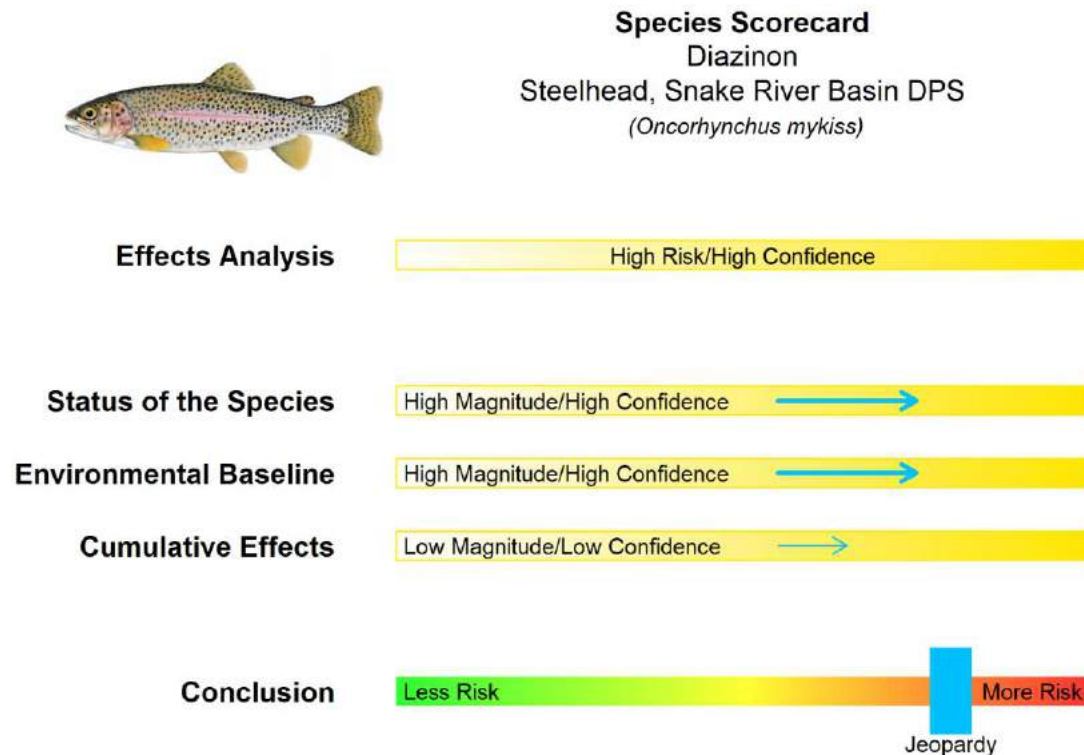 Species Scorecard
Diazinon
Steelhead, Snake River Basin DPS
(Oncorhynchus mykiss)
Effects Analysis
High Risk/High Confidence
Status of the Species
High Magnitude/High Confidence
Environmental Baseline
High Magnitude/High Confidence
Cumulative Effects
Low Magnitude/Low Confidence
Conclusion
Less Risk
More Risk
Jeopardy